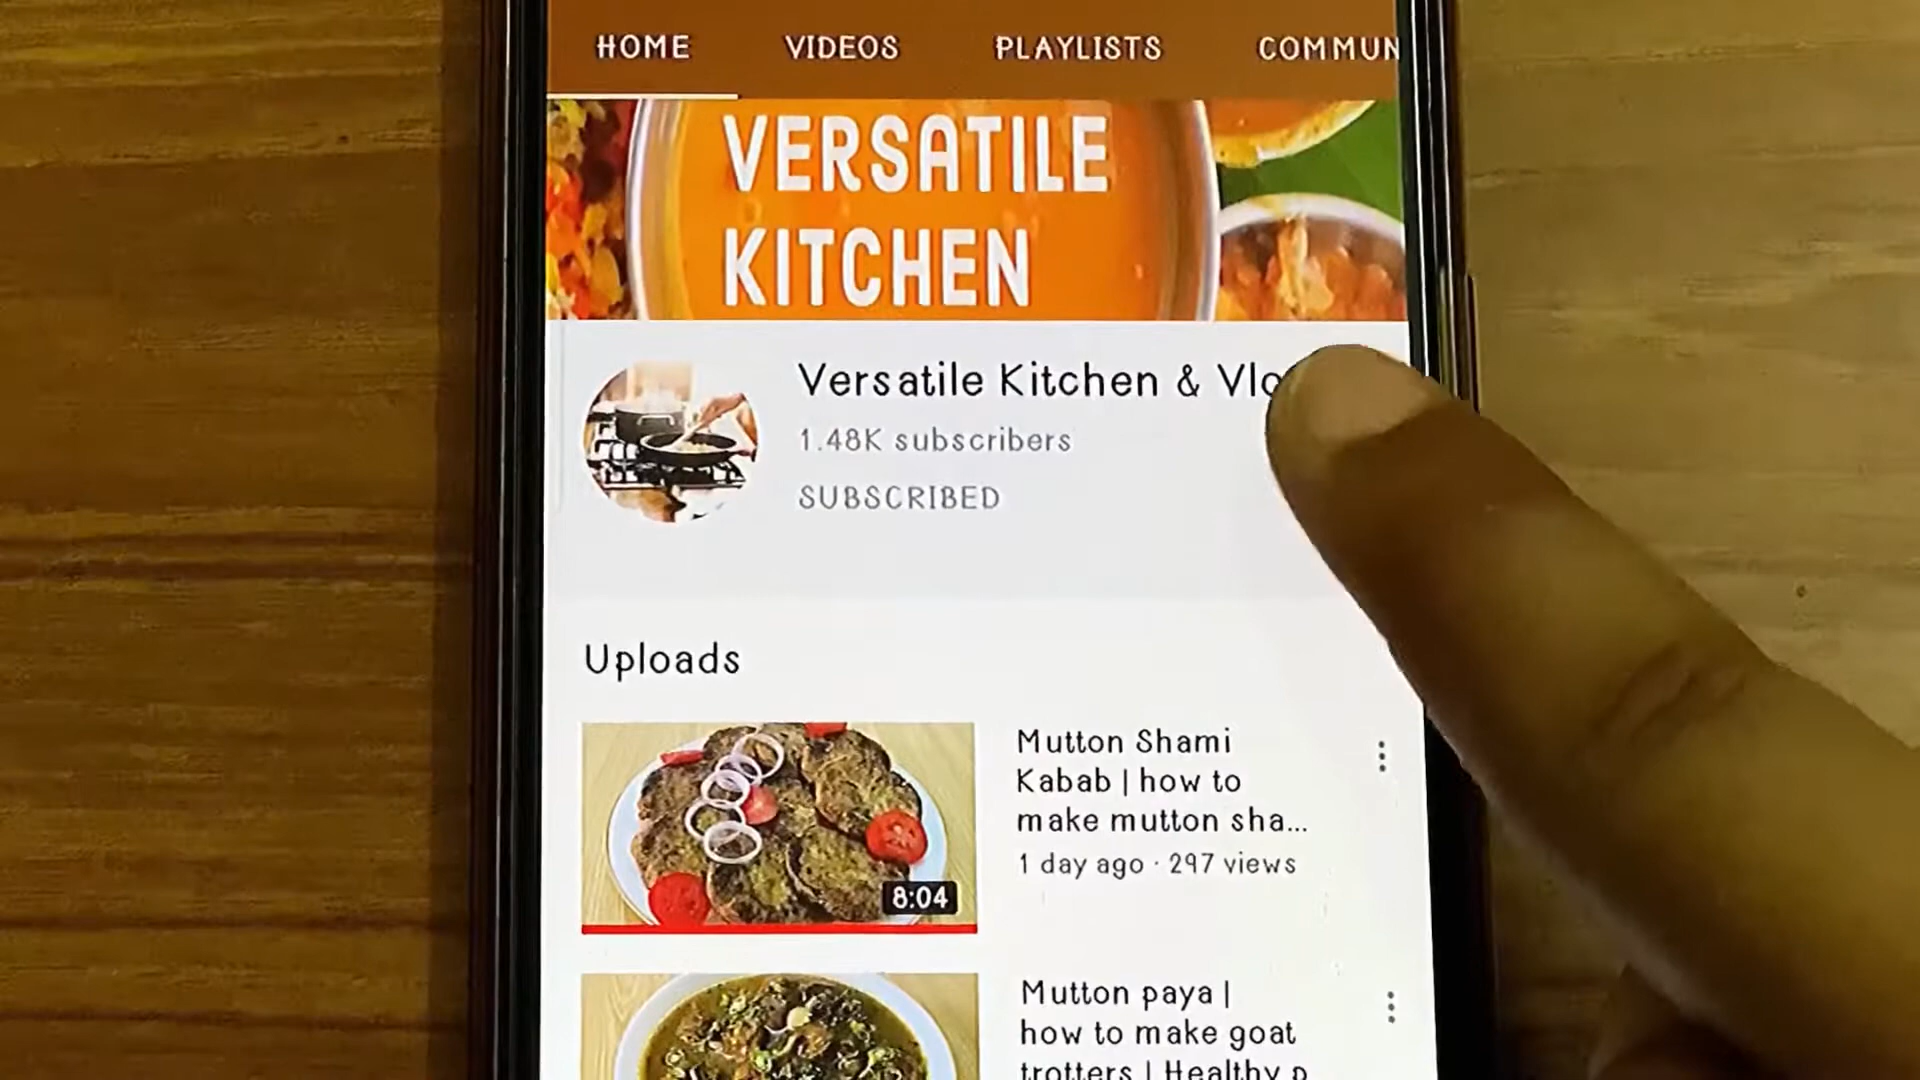 HOME VIDEOS PLAYLISTS COMMUN
VERSATILE
KITCHEN
Versatile Kitchen & Vlo
1.48K subscribers
SUBSCRIBED
Uploads
Mutton Shami
Kabab | how to
make mutton sha...
1 day ago · 297 views
8:04
Mutton paya |
how to make goat
trotters | Healthy p